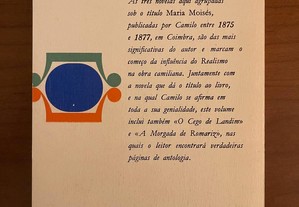 As três novelas aqui agrupadas
sob o título Maria Moisés,
publicadas por Camilo entre 1875
e 1877, em Coimbra, são das mais
significativas do autor e marcam o
começo da influência do Realismo
na obra camiliana. Juntamente com
a novela que dá o título ao livro,
e na qual Camilo se afirma em
toda a sua genialidade, este volume
inclui também «O Cego de Landim»
e «A Morgada de Romariz», nas
quais o leitor encontrará verdadeiras
páginas de antologia.